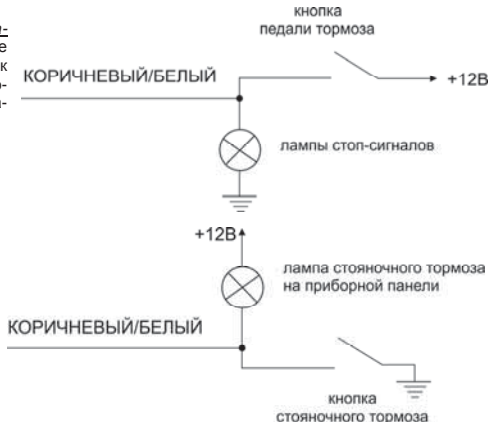 кнопка
педали тормоза
КОРИЧНЕВЫЙ/БЕЛЫЙ
+12В
лампы стоп-сигналов
+12В
лампа стояночного тормоза
на приборной панели
КОРИЧНЕВЫЙ/БЕЛЫЙ
кнопка
стояночного тормоза